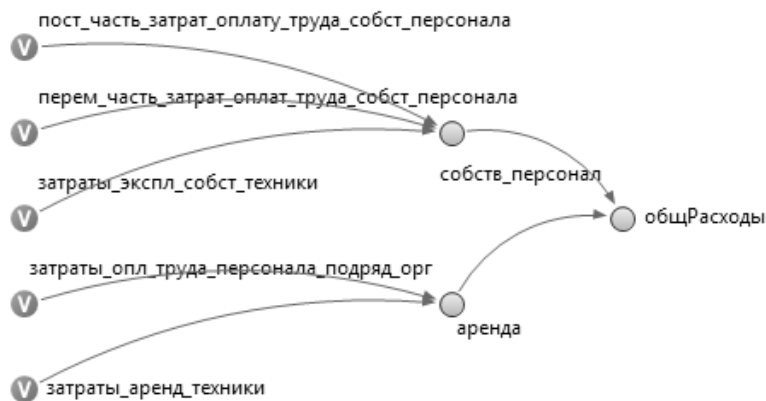 пост_часть_затрат_оплату_труда_собст_персонала
V
перем_часть_затрат_оплат_труда_собст_персонала
V
затраты_экспл_собст_техники
собств_персонал
V
общРасходы
затраты_опл_труда_персонала_подряд_орг
V
аренда
V затраты_аренд_техники